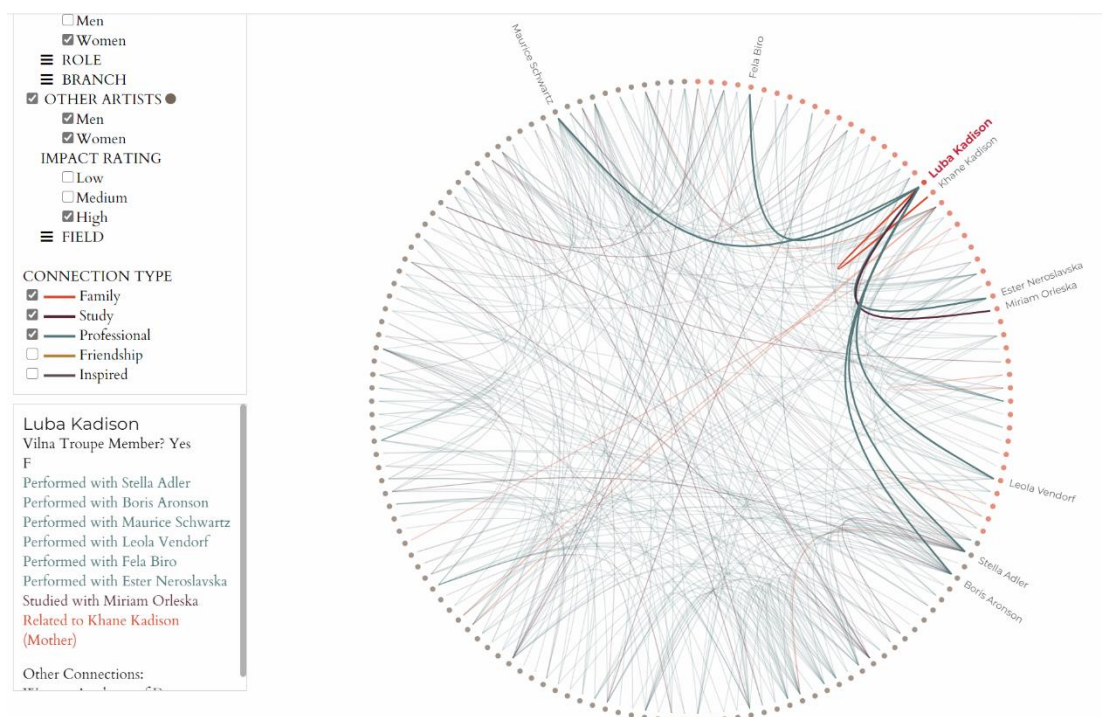 Men
Women
ROLE
BRANCH
OTHER ARTISTS
Men
Women
IMPACT RATING
Low
Medium
High
FIELD
CONNECTION TYPE
Family
Study
Professional
Friendship
Inspired
Luba Kadison
Vilna Troupe Member? Yes
F
Performed with Stella Adler
Performed with Boris Aronson
Performed with Maurice Schwartz
Performed with Leola Vendorf
Performed with Fela Biro
Performed with Ester Neroslavska
Studied with Miriam Orleska
Related to Khane Kadison
(Mother)
Other Connections:
Maurice Schwartz
Fela Biro
Luba Kadison
Khane Kadison
Ester Neroslavska
Miriam Orleska
Leola Vendorf
Stella Adler
Boris Aronson